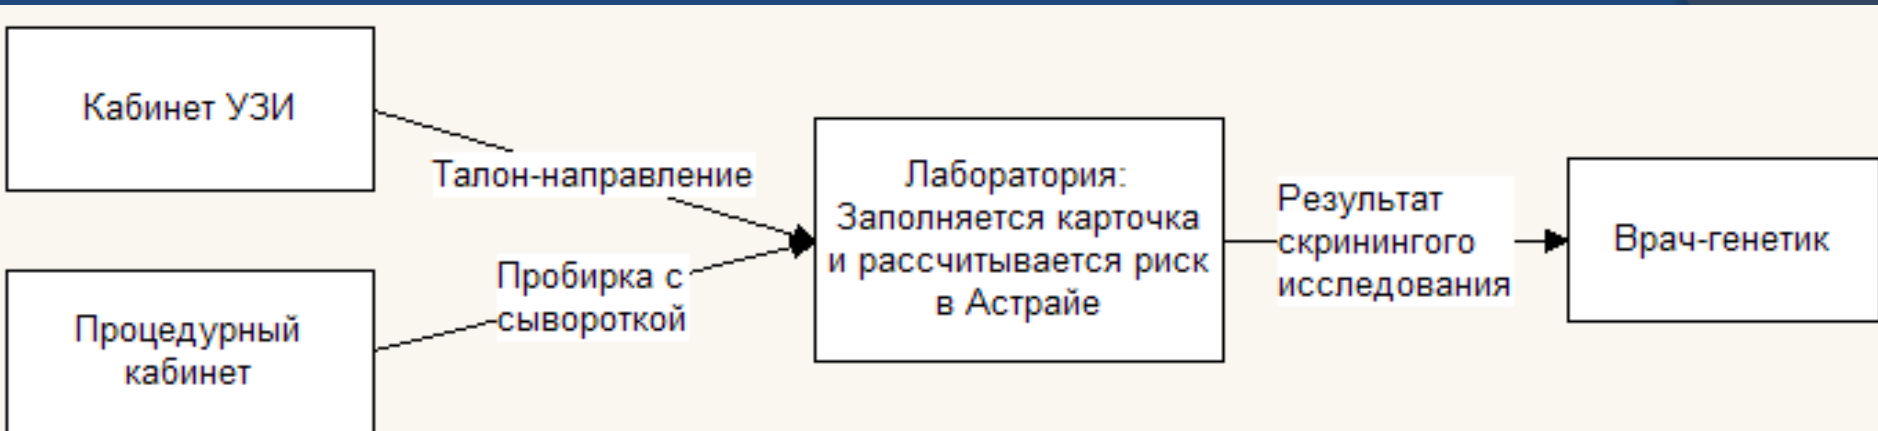 Кабинет УЗИ
Талон-направление
Процедурный
кабинет
Пробирка с
сывороткой
Лаборатория:
Заполняется карточка
и рассчитывается риск
в Астрайе
Результат
скринингого
исследования
Врач-генетик